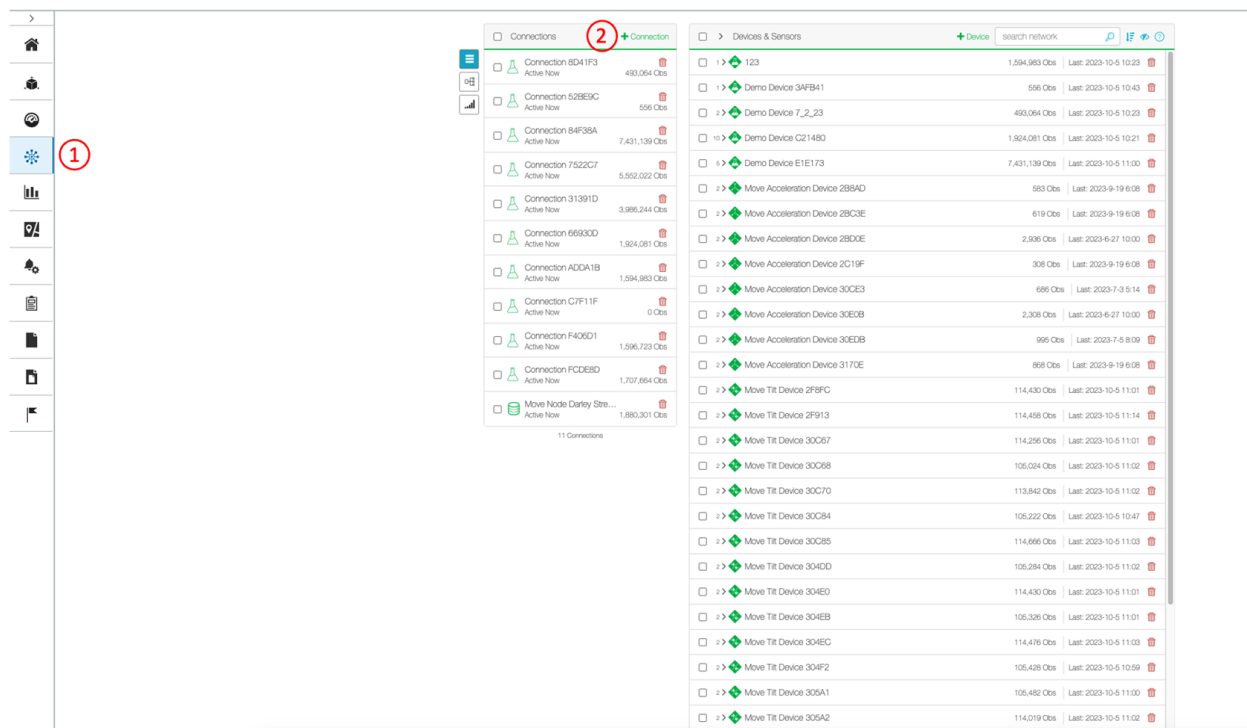 1
Connections
2
+ Connection
Connection 8D41F3
Active Now
493,064 Obs
Connection 52BE9C
Active Now
556 Obs
Connection 84F38A
Active Now
7,431,139 Obs
Connection 7522C7
Active Now
5,552,022 Obs
Connection 31391D
Active Now
3,986,244 Obs
Connection 66930D
Active Now
1,924,081 Obs
Connection ADDA1B
Active Now
1,594,983 Obs
Connection C7F11F
Active Now
0 Obs
Connection F406D1
Active Now
1,596,723 Obs
Connection FCDE8D
Active Now
1,707,664 Obs
Move Node Darley Stre...
Active Now
1,880,301 Obs
11 Connections
Devices & Sensors + Device search network
1 123 1,594,983 Obs Last: 2023-10-5 10:23
1 Demo Device 3AFB41 556 Obs Last: 2023-10-5 10:43
2 Demo Device 7_2_23 493,064 Obs Last: 2023-10-5 10:23
10 Demo Device C21480 1,924,081 Obs Last: 2023-10-5 10:21
5 Demo Device E1E173 7,431,139 Obs Last: 2023-10-5 11:00
2 Move Acceleration Device 2B8AD 583 Obs Last: 2023-9-19 6:08
2 Move Acceleration Device 2BC3E 619 Obs Last: 2023-9-19 6:08
2 Move Acceleration Device 2BD0E 2,936 Obs Last: 2023-6-27 10:00
2 Move Acceleration Device 2C19F 308 Obs Last: 2023-9-19 6:08
2 Move Acceleration Device 30CE3 686 Obs Last: 2023-7-3 5:14
2 Move Acceleration Device 30E0B 2,308 Obs Last: 2023-6-27 10:00
2 Move Acceleration Device 30EDB 995 Obs Last: 2023-7-5 8:09
2 Move Acceleration Device 3170E 868 Obs Last: 2023-9-19 6:08
2 Move Tilt Device 2F8FC 114,430 Obs Last: 2023-10-5 11:01
2 Move Tilt Device 2F913 114,458 Obs Last: 2023-10-5 11:14
2 Move Tilt Device 30C67 114,256 Obs Last: 2023-10-5 11:01
2 Move Tilt Device 30C68 105,024 Obs Last: 2023-10-5 11:02
2 Move Tilt Device 30C70 113,842 Obs Last: 2023-10-5 11:02
2 Move Tilt Device 30C84 105,222 Obs Last: 2023-10-5 10:47
2 Move Tilt Device 30C85 114,666 Obs Last: 2023-10-5 11:03
2 Move Tilt Device 304DD 105,284 Obs Last: 2023-10-5 11:02
2 Move Tilt Device 304E0 114,430 Obs Last: 2023-10-5 11:01
2 Move Tilt Device 304EB 105,326 Obs Last: 2023-10-5 11:01
2 Move Tilt Device 304EC 114,476 Obs Last: 2023-10-5 11:03
2 Move Tilt Device 304F2 105,428 Obs Last: 2023-10-5 10:59
2 Move Tilt Device 305A1 105,482 Obs Last: 2023-10-5 11:00
2 Move Tilt Device 305A2 114,019 Obs Last: 2023-10-5 11:02